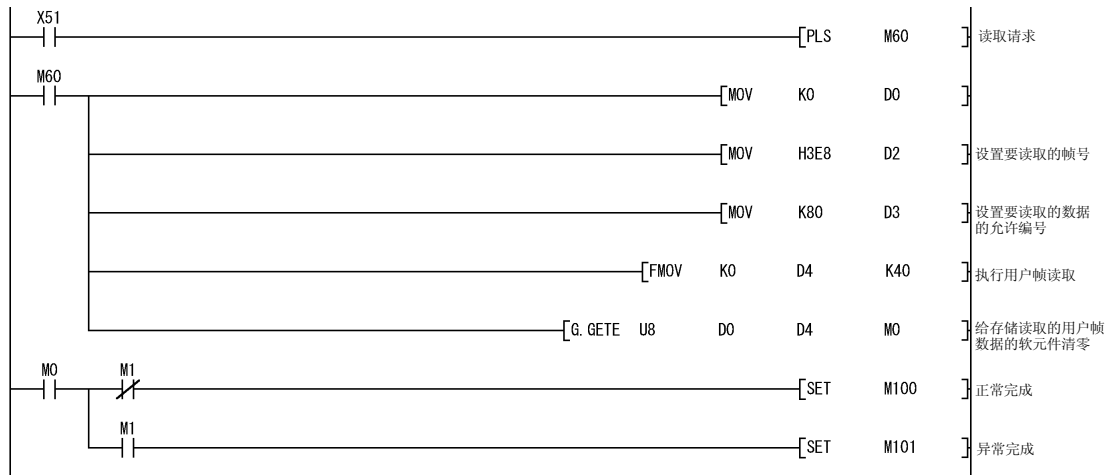 X51
[PLS M60 ] 读取请求
M60
[MOV K0 D0 ]
[MOV H3E8 D2 ] 设置要读取的帧号
[MOV K80 D3 ] 设置要读取的数据
的允许编号
[FMOV K0 D4 K40 ] 执行用户帧读取
[G.GETE U8 D0 D4 M0 ] 给存储读取的用户帧
数据的软元件清零
M0 M1
[SET M100 ] 正常完成
M1
[SET M101 ] 异常完成